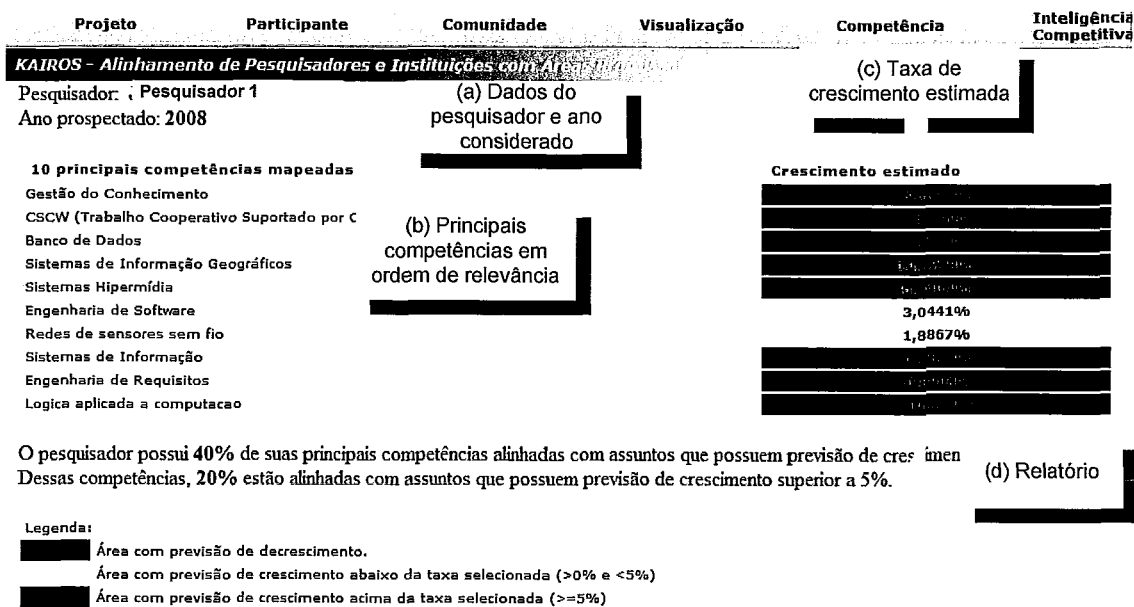 Projeto Participante Comunidade Visualização Competência Inteligência Competitiva
KAIROS - Alinhamento de Pesquisadores e Instituições com Áreas
Pesquisador: Pesquisador 1
Ano prospectado: 2008
(a) Dados do
pesquisador e ano
considerado
(c) Taxa de
crescimento estimada
10 principais competências mapeadas Crescimento estimado
Gestão do Conhecimento
CSCW (Trabalho Cooperativo Suportado por C
Banco de Dados
Sistemas de Informação Geográficos
Sistemas Hipermídia
(b) Principais
competências em
ordem de relevância
Engenharia de Software 3,0441%
Redes de sensores sem fio 1,8867%
Sistemas de Informação
Engenharia de Requisitos
Logica aplicada a computacao
O pesquisador possui 40% de suas principais competências alinhadas com assuntos que possuem previsão de cres imen
Dessas competências, 20% estão alinhadas com assuntos que possuem previsão de crescimento superior a 5%.
(d) Relatório
Legenda:
Área com previsão de decrescimento.
Área com previsão de crescimento abaixo da taxa selecionada (>0% e <5%)
Área com previsão de crescimento acima da taxa selecionada (>=5%)